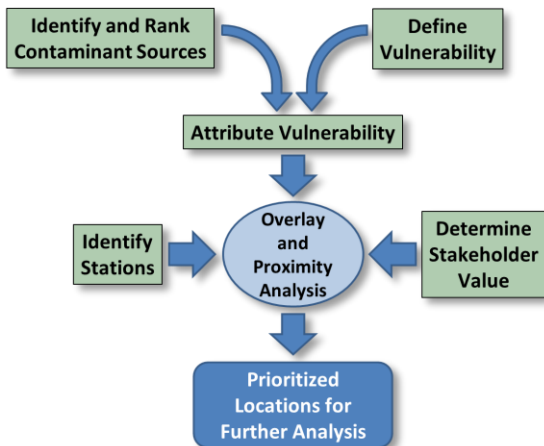 Identify and Rank
Contaminant Sources
Define
Vulnerability
Attribute Vulnerability
Identify
Stations
Overlay
and
Proximity
Analysis
Determine
Stakeholder
Value
Prioritized
Locations for
Further Analysis